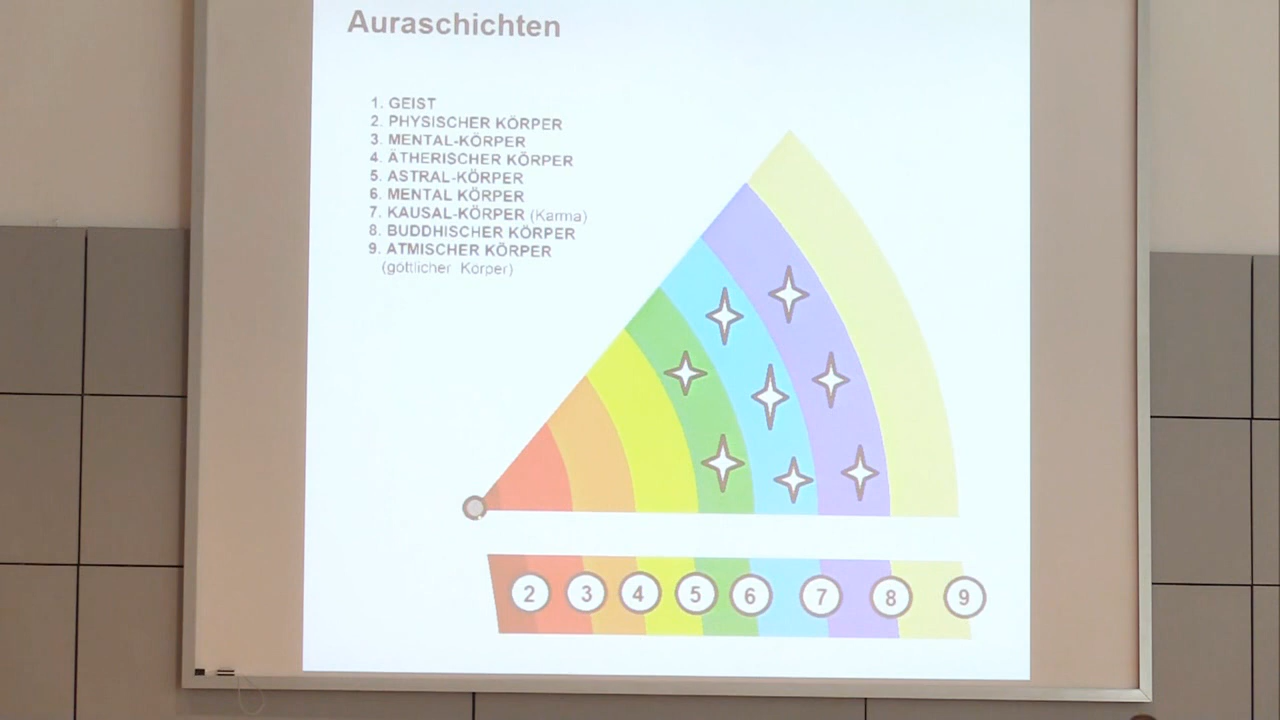 Auraschichten
1. GEIST
2. PHYSISCHER KÖRPER
3. MENTAL-KÖRPER
4. ÄTHERISCHER KÖRPER
5. ASTRAL-KÖRPER
6. MENTAL KÖRPER
7. KAUSAL-KÖRPER (Karma)
8. BUDDHISCHER KÖRPER
9. ATMISCHER KÖRPER
(göttlicher Körper)
2 3 4 5 6 7 8 9